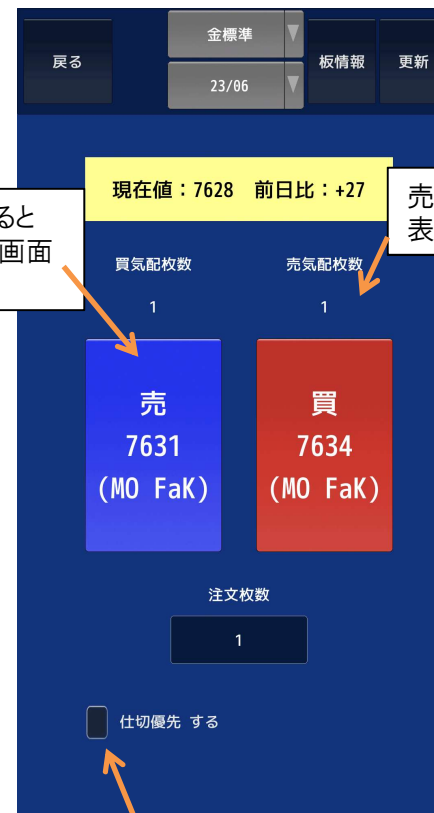 金標準
戻る
板情報
更新
23/06
現在値：7628 前日比：+27
ると
画面
売
表
買気配枚数
売気配枚数
1
1
売
7631
(MO FaK)
買
7634
(MO FaK)
注文枚数
1
仕切優先 する